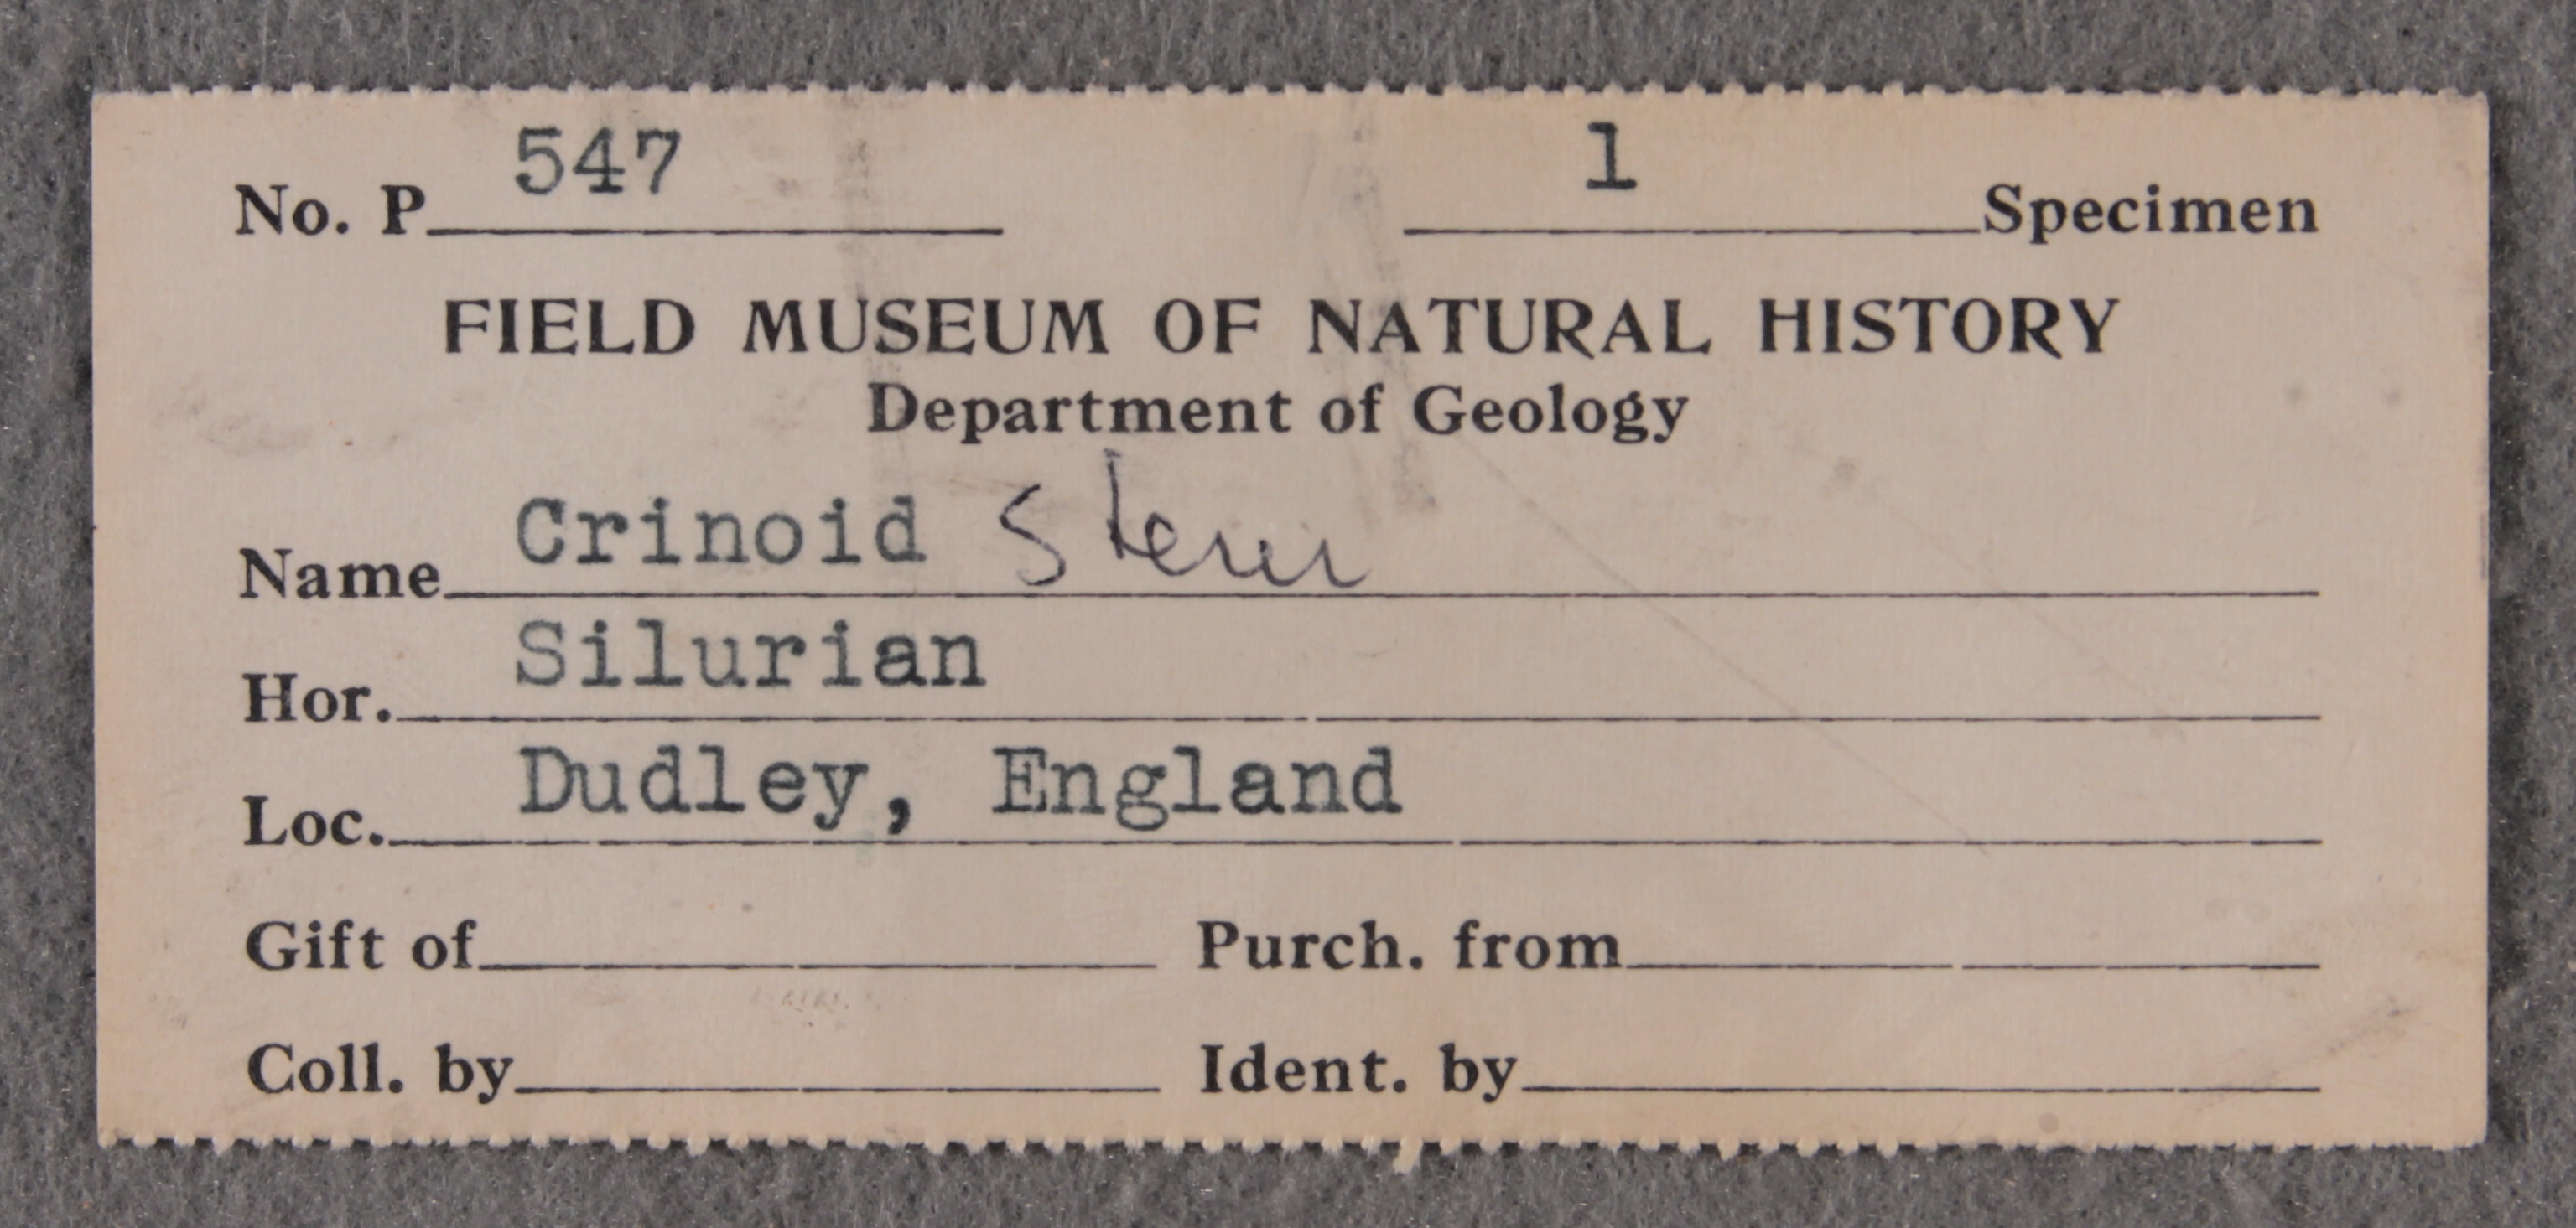 No. P 547 1 Specimen
FIELD MUSEUM OF NATURAL HISTORY
Department of Geology
Name Crinoid Stem
Hor. Silurian
Loc. Dudley, England
Gift of Purch. from
Coll. by Ident. by